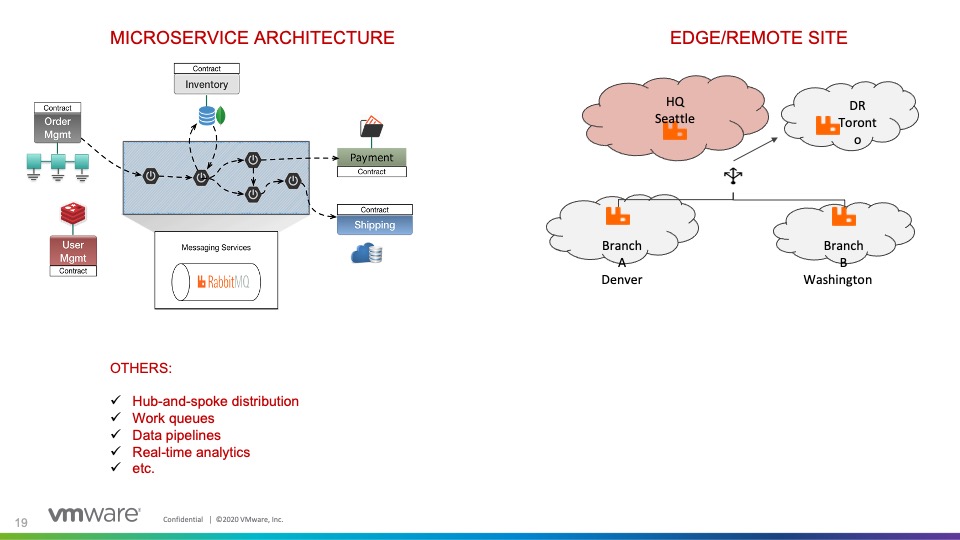 MICROSERVICE ARCHITECTURE
EDGE/REMOTE SITE
Contract
Inventory
Contract
Order
Mgmt
Payment
Contract
Contract
Shipping
User
Mgmt
Contract
Messaging Services
RabbitMQ
HQ
Seattle
DR
Toront
o
Branch
A
Denver
Branch
B
Washington
OTHERS:
✓ Hub-and-spoke distribution
✓ Work queues
✓ Data pipelines
✓ Real-time analytics
✓ etc.
19
vmware®
Confidential | ©2020 VMware, Inc.